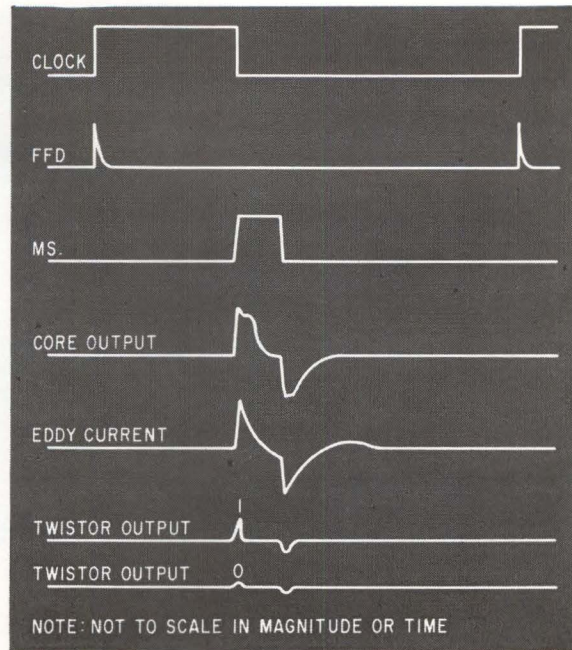 CLOCK
FFD
MS.
CORE OUTPUT
EDDY CURRENT
1
TWISTOR OUTPUT
0
TWISTOR OUTPUT
NOTE: NOT TO SCALE IN MAGNITUDE OR TIME